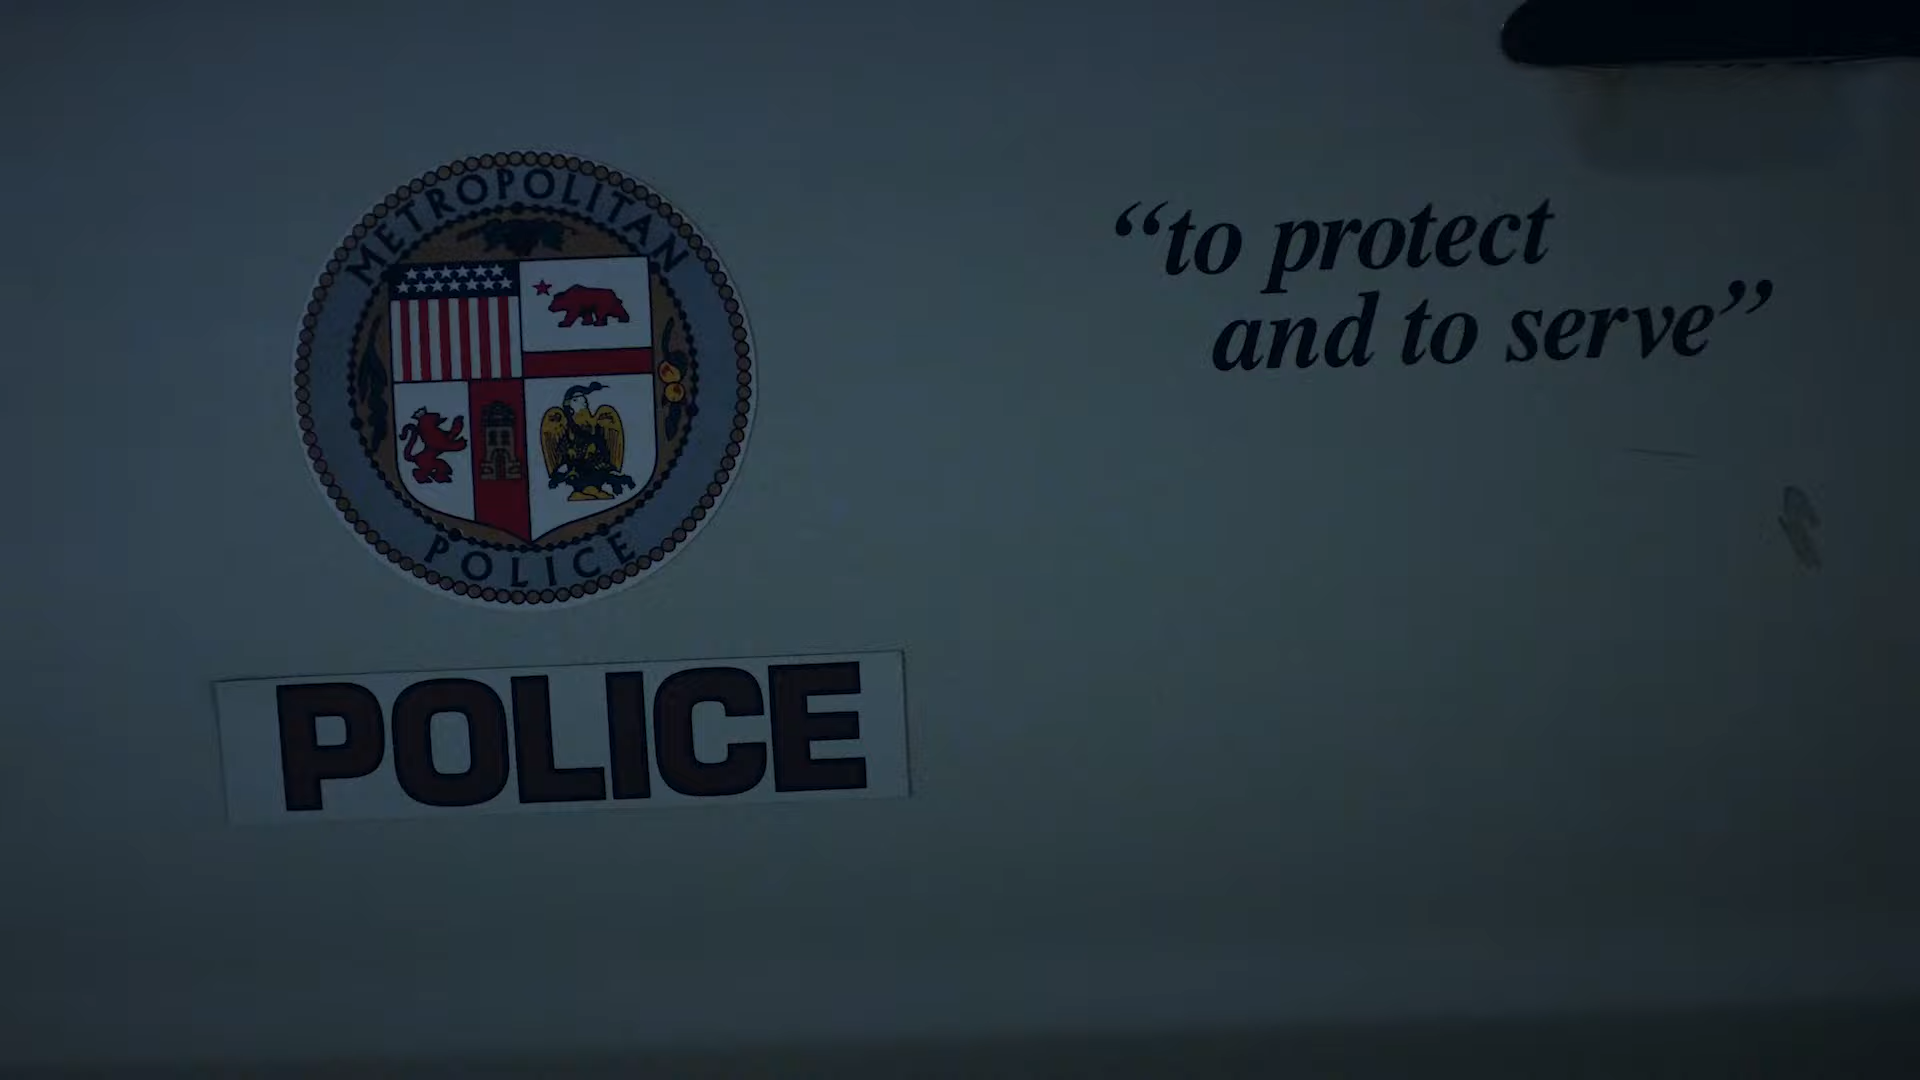 METROPOLITAN
POLICE
“to protect
and to serve”
POLICE